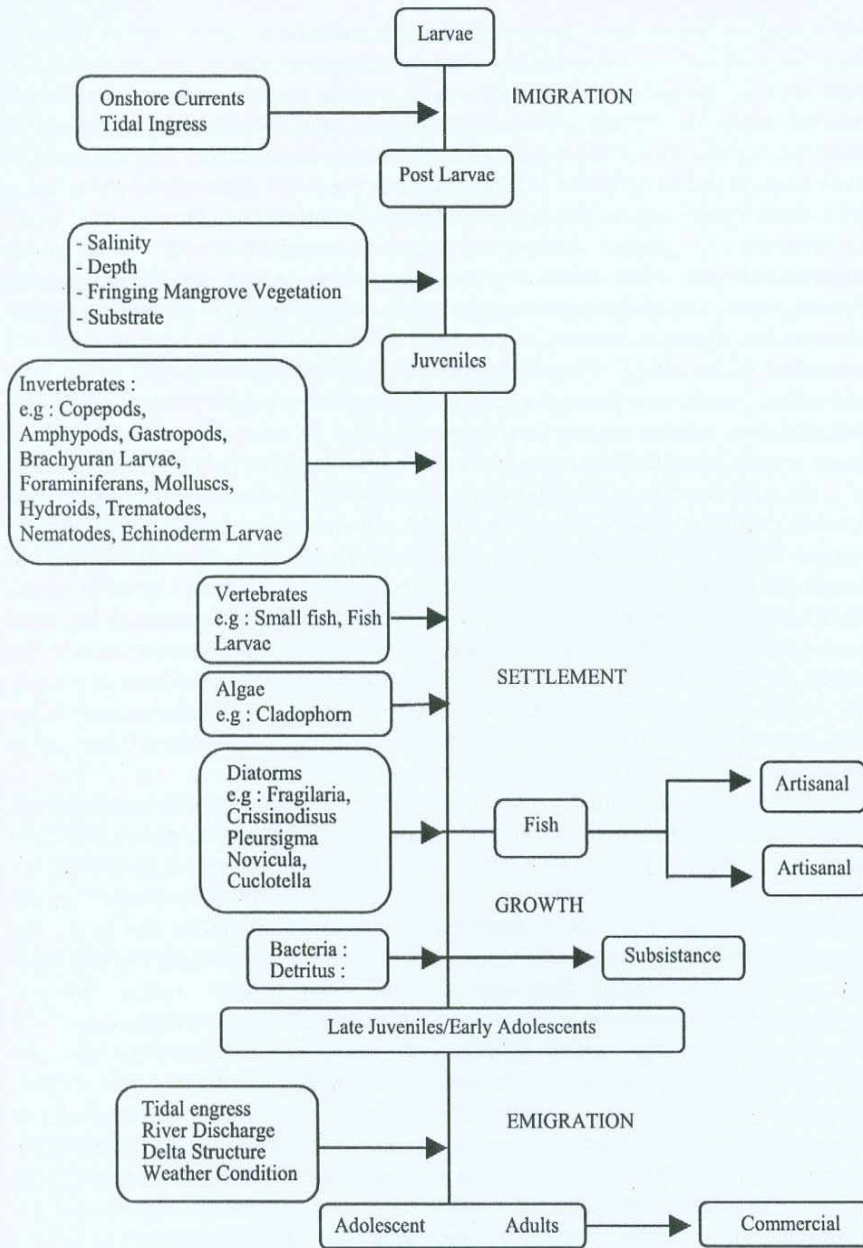 Larvae
Onshore Currents
Tidal Ingress
IMIGRATION
Post Larvae
- Salinity
- Depth
- Fringing Mangrove Vegetation
- Substrate
Juveniles
Invertebrates :
e.g : Copepods,
Amphypods, Gastropods,
Brachyuran Larvae,
Foraminiferans, Molluscs,
Hydroids, Trematodes,
Nematodes, Echinoderm Larvae
Vertebrates
e.g : Small fish, Fish
Larvae
SETTLEMENT
Algae
e.g : Cladophorn
Diatorms
e.g : Fragilaria,
Crissinodisus
Pleursigma
Novicula,
Cuclotella
Fish
Artisanal
Artisanal
GROWTH
Bacteria :
Detritus :
Subsistance
Late Juveniles/Early Adolescents
Tidal engress
River Discharge
Delta Structure
Weather Condition
EMIGRATION
Adolescent Adults
Commercial